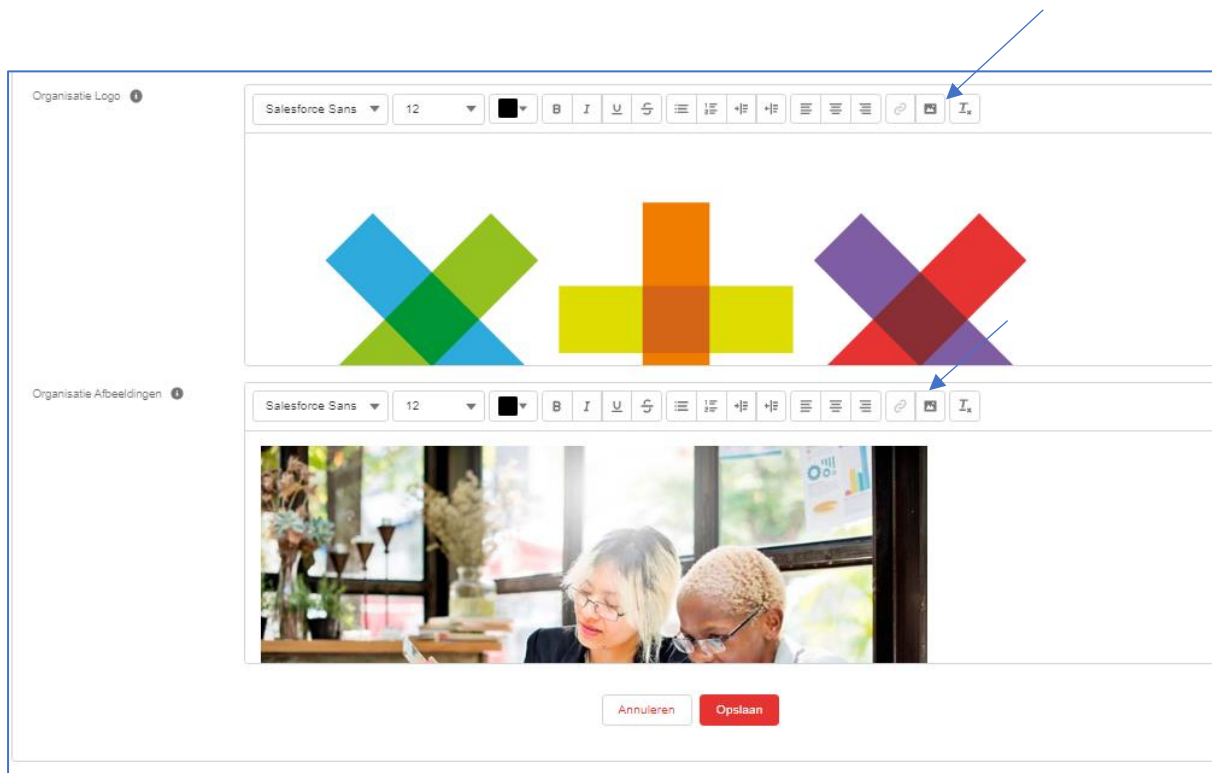 Organisatie Logo
Salesforce Sans 12 B I U S
Organisatie Afbeeldingen
Salesforce Sans 12 B I U S
Annuleren Opslaan